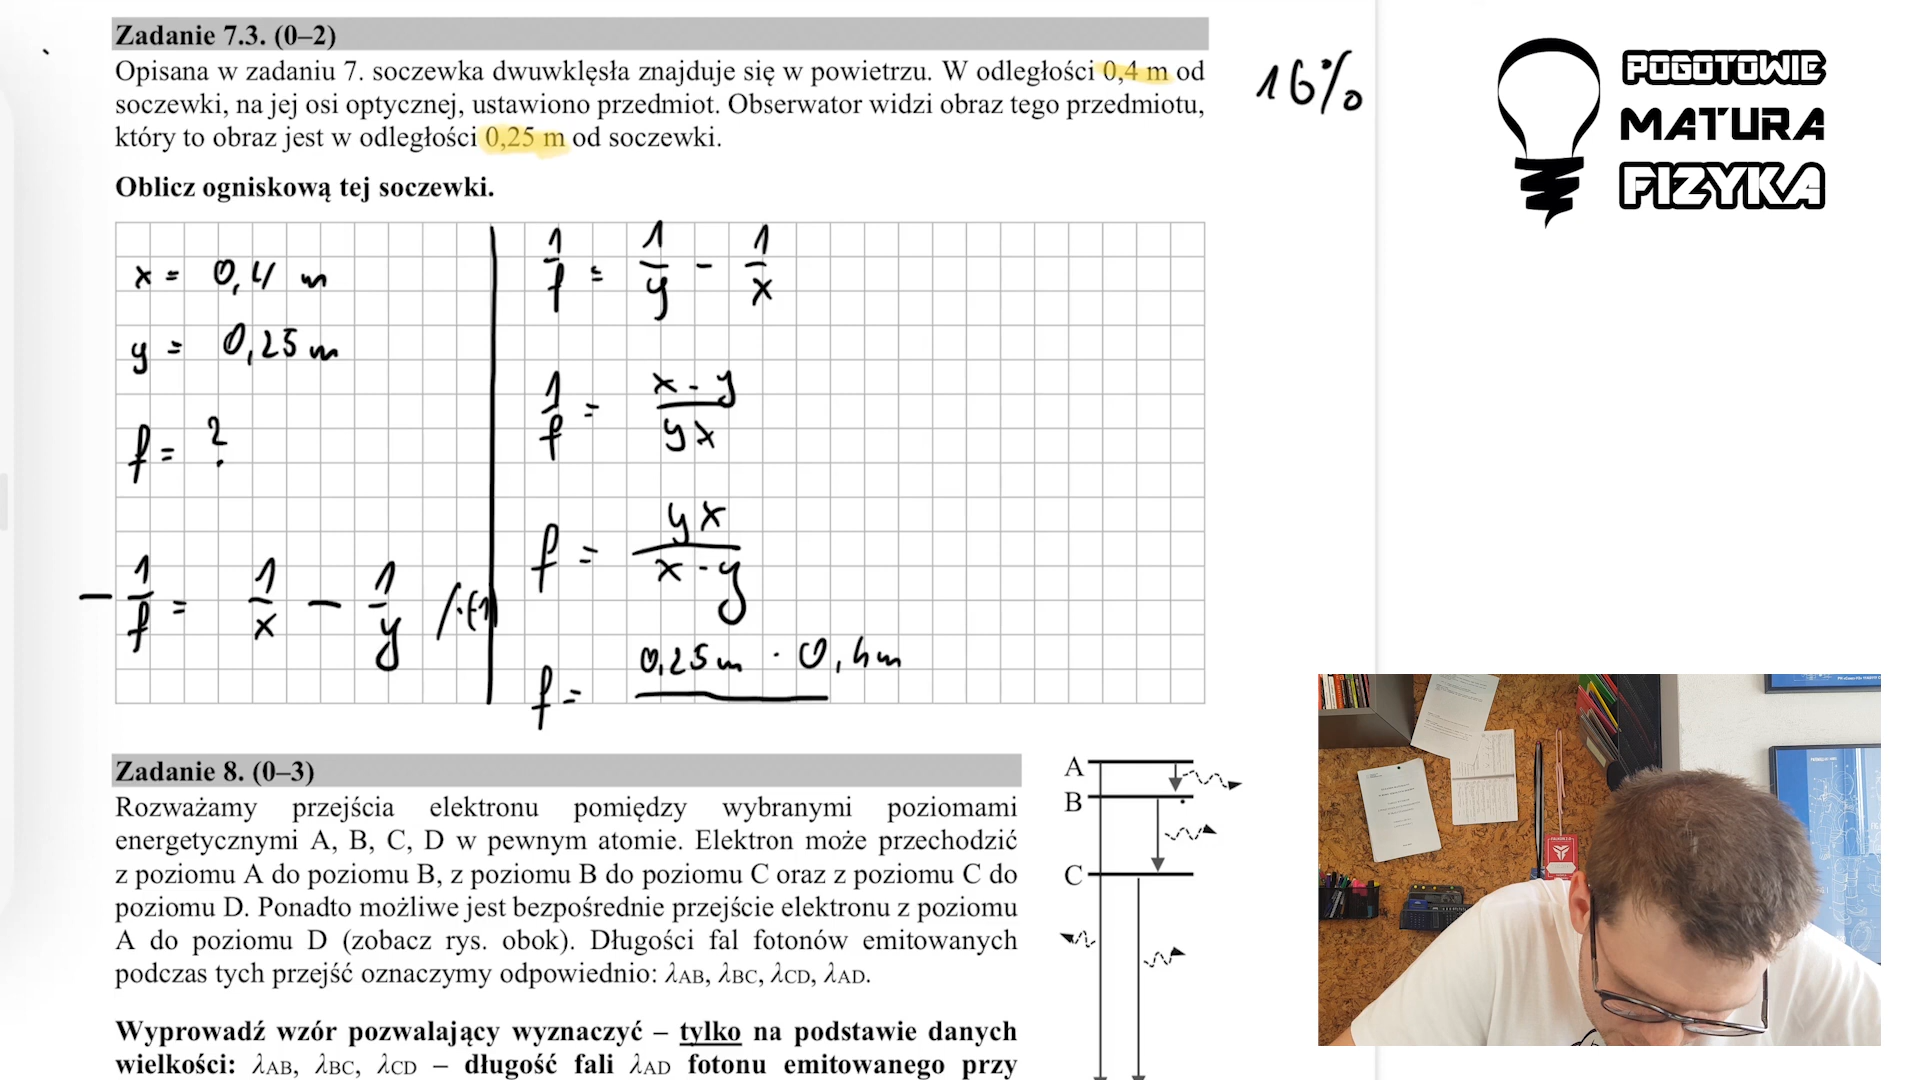 Zadanie 7.3. (0–2)
Opisana w zadaniu 7. soczewka dwuwklęsła znajduje się w powietrzu. W odległości 0,4 m od
soczewki, na jej osi optycznej, ustawiono przedmiot. Obserwator widzi obraz tego przedmiotu,
który to obraz jest w odległości 0,25 m od soczewki.
16%
POGOTOWIE
MATURA
FIZYKA
Oblicz ogniskową tej soczewki.
x = 0,4 m
y = 0,25 m
f = ?
- 1/f = 1/x - 1/y /·(-1)
1/f = 1/y - 1/x
1/f = x - y / yx
f = yx / x - y
f = 0,25 m · 0,4 m
Zadanie 8. (0–3)
Rozważamy przejścia elektronu pomiędzy wybranymi poziomami
energetycznymi A, B, C, D w pewnym atomie. Elektron może przechodzić
z poziomu A do poziomu B, z poziomu B do poziomu C oraz z poziomu C do
poziomu D. Ponadto możliwe jest bezpośrednie przejście elektronu z poziomu
A do poziomu D (zobacz rys. obok). Długości fal fotonów emitowanych
podczas tych przejść oznaczymy odpowiednio: λAB, λBC, λCD, λAD.
Wyprowadź wzór pozwalający wyznaczyć – tylko na podstawie danych
wielkości: λAB, λBC, λCD – długość fali λAD fotonu emitowanego przy
A
B
C